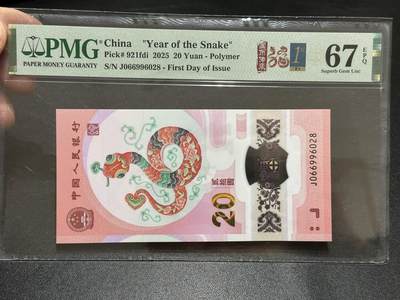 PMG
PAPER MONEY GUARANTY
China "Year of the Snake"
Pick# 921fdi 2025 20 Yuan - Polymer
S/N J066996028 - First Day of Issue
1
67 EPQ
Superb Gem Unc
中国人民银行
贰拾圆
20
J066996028